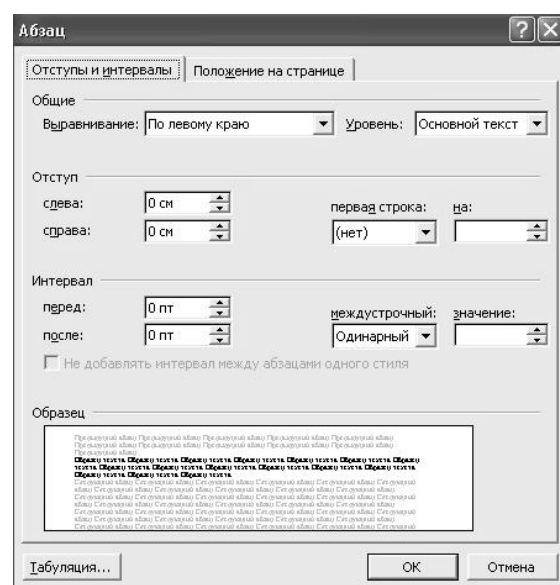 Абзац
Отступы и интервалы Положение на странице
Общие
Выравнивание: По левому краю Уровень: Основной текст
Отступ
слева: 0 см первая строка: на:
справа: 0 см (нет)
Интервал
перед: 0 пт междустрочный: значение:
после: 0 пт Одинарный
Не добавлять интервал между абзацами одного стиля
Образец
Табуляция... ОК Отмена